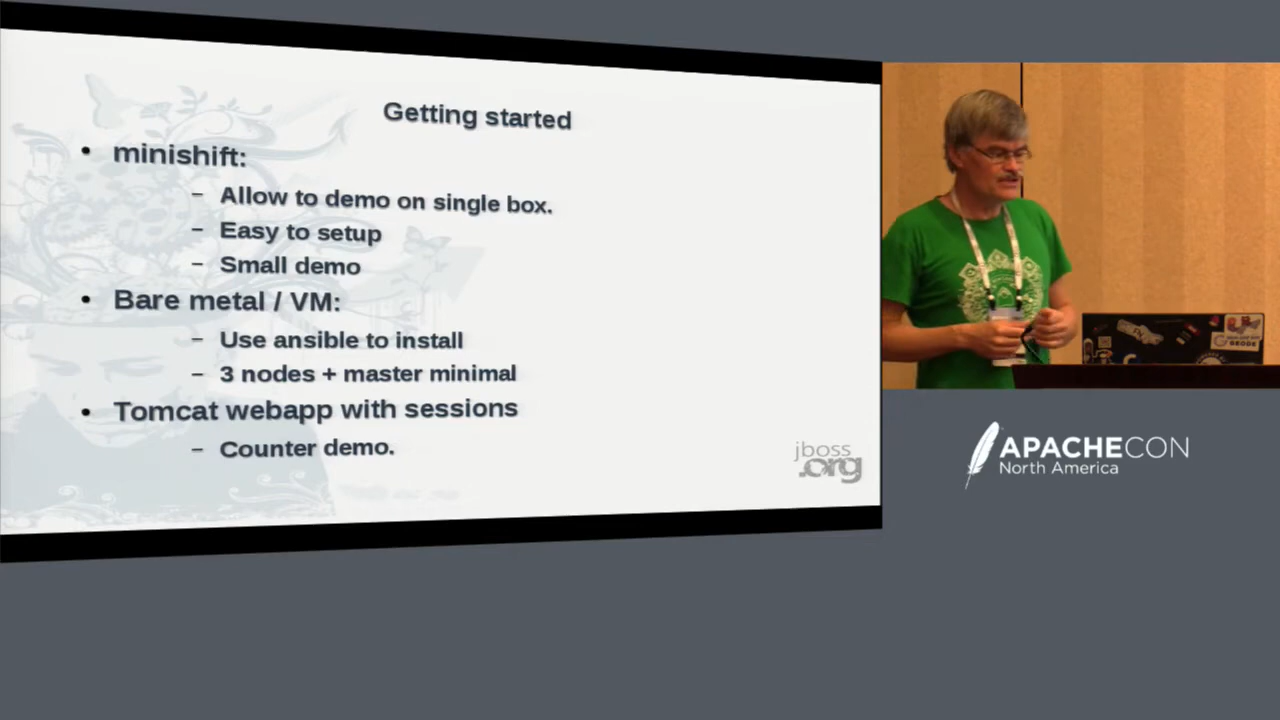 Getting started
• minishift:
– Allow to demo on single box.
– Easy to setup
– Small demo
• Bare metal / VM:
– Use ansible to install
– 3 nodes + master minimal
• Tomcat webapp with sessions
– Counter demo.
jboss
.org
GEODE
APACHECON
North America